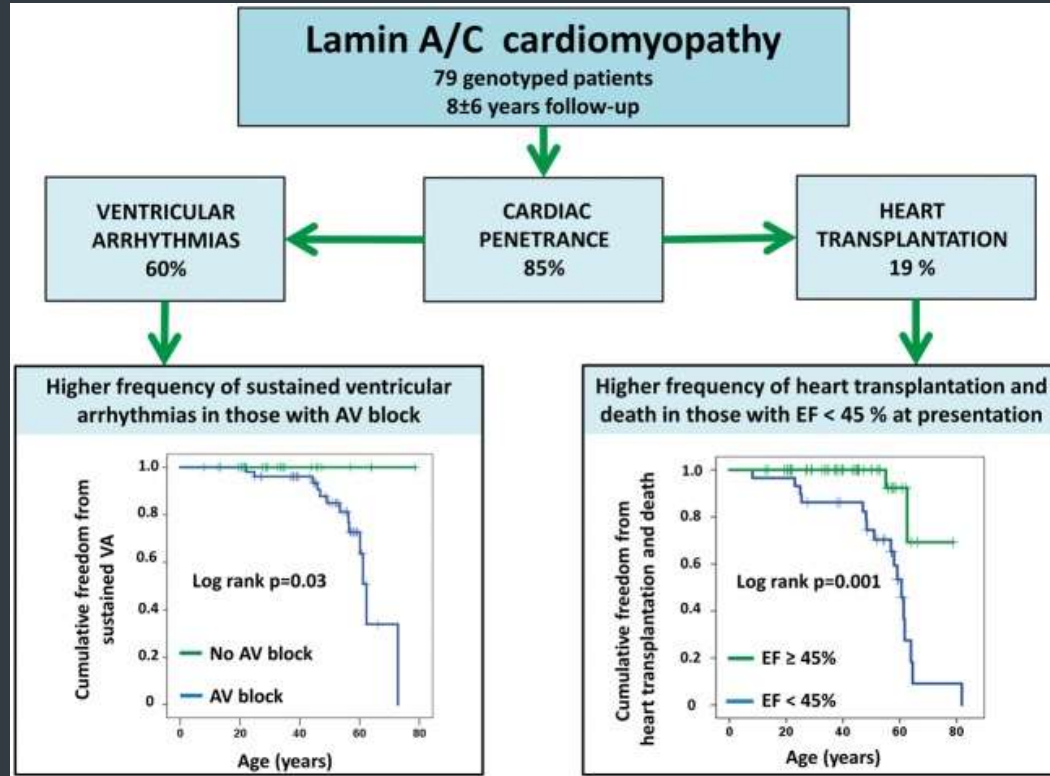 Lamin A/C cardiomyopathy
79 genotyped patients
8±6 years follow-up
VENTRICULAR
ARRHYTHMIAS
60%
CARDIAC
PENETRANCE
85%
HEART
TRANSPLANTATION
19 %
Higher frequency of sustained ventricular
arrhythmias in those with AV block
Cumulative freedom from
sustained VA
1.0
0.8
0.6
0.4
0.2
0
Log rank p=0.03
No AV block
AV block
0 20 40 60 80
Age (years)
Higher frequency of heart transplantation and
death in those with EF < 45 % at presentation
Cumulative freedom from
heart transplantation and death
1.0
0.8
0.6
0.4
0.2
0
Log rank p=0.001
EF ≥ 45%
EF < 45%
0 20 40 60 80
Age (years)